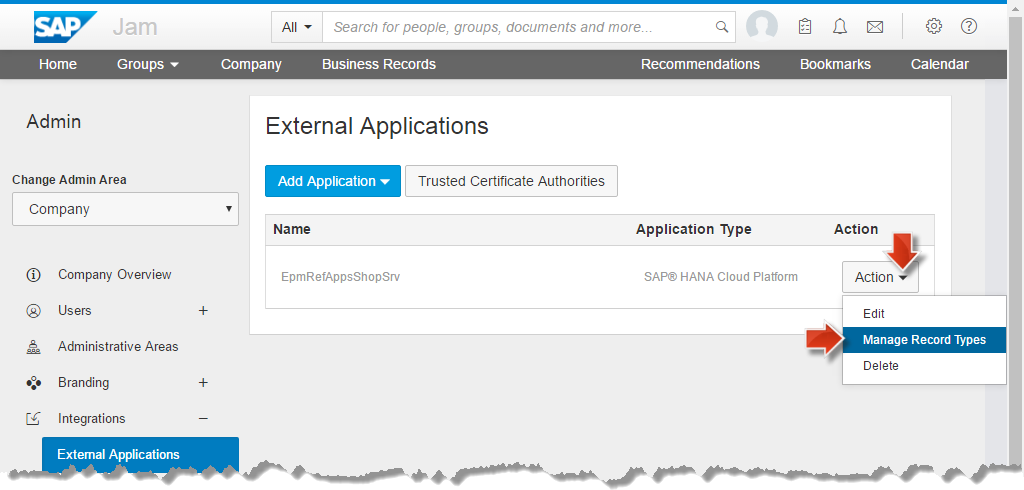 SAP Jam
All Search for people, groups, documents and more...
Home Groups Company Business Records Recommendations Bookmarks Calendar
Admin
Change Admin Area
Company
Company Overview
Users +
Administrative Areas
Branding +
Integrations −
External Applications
External Applications
Add Application Trusted Certificate Authorities
Name Application Type Action
EpmRefAppsShopSrv SAP® HANA Cloud Platform Action
Edit
Manage Record Types
Delete